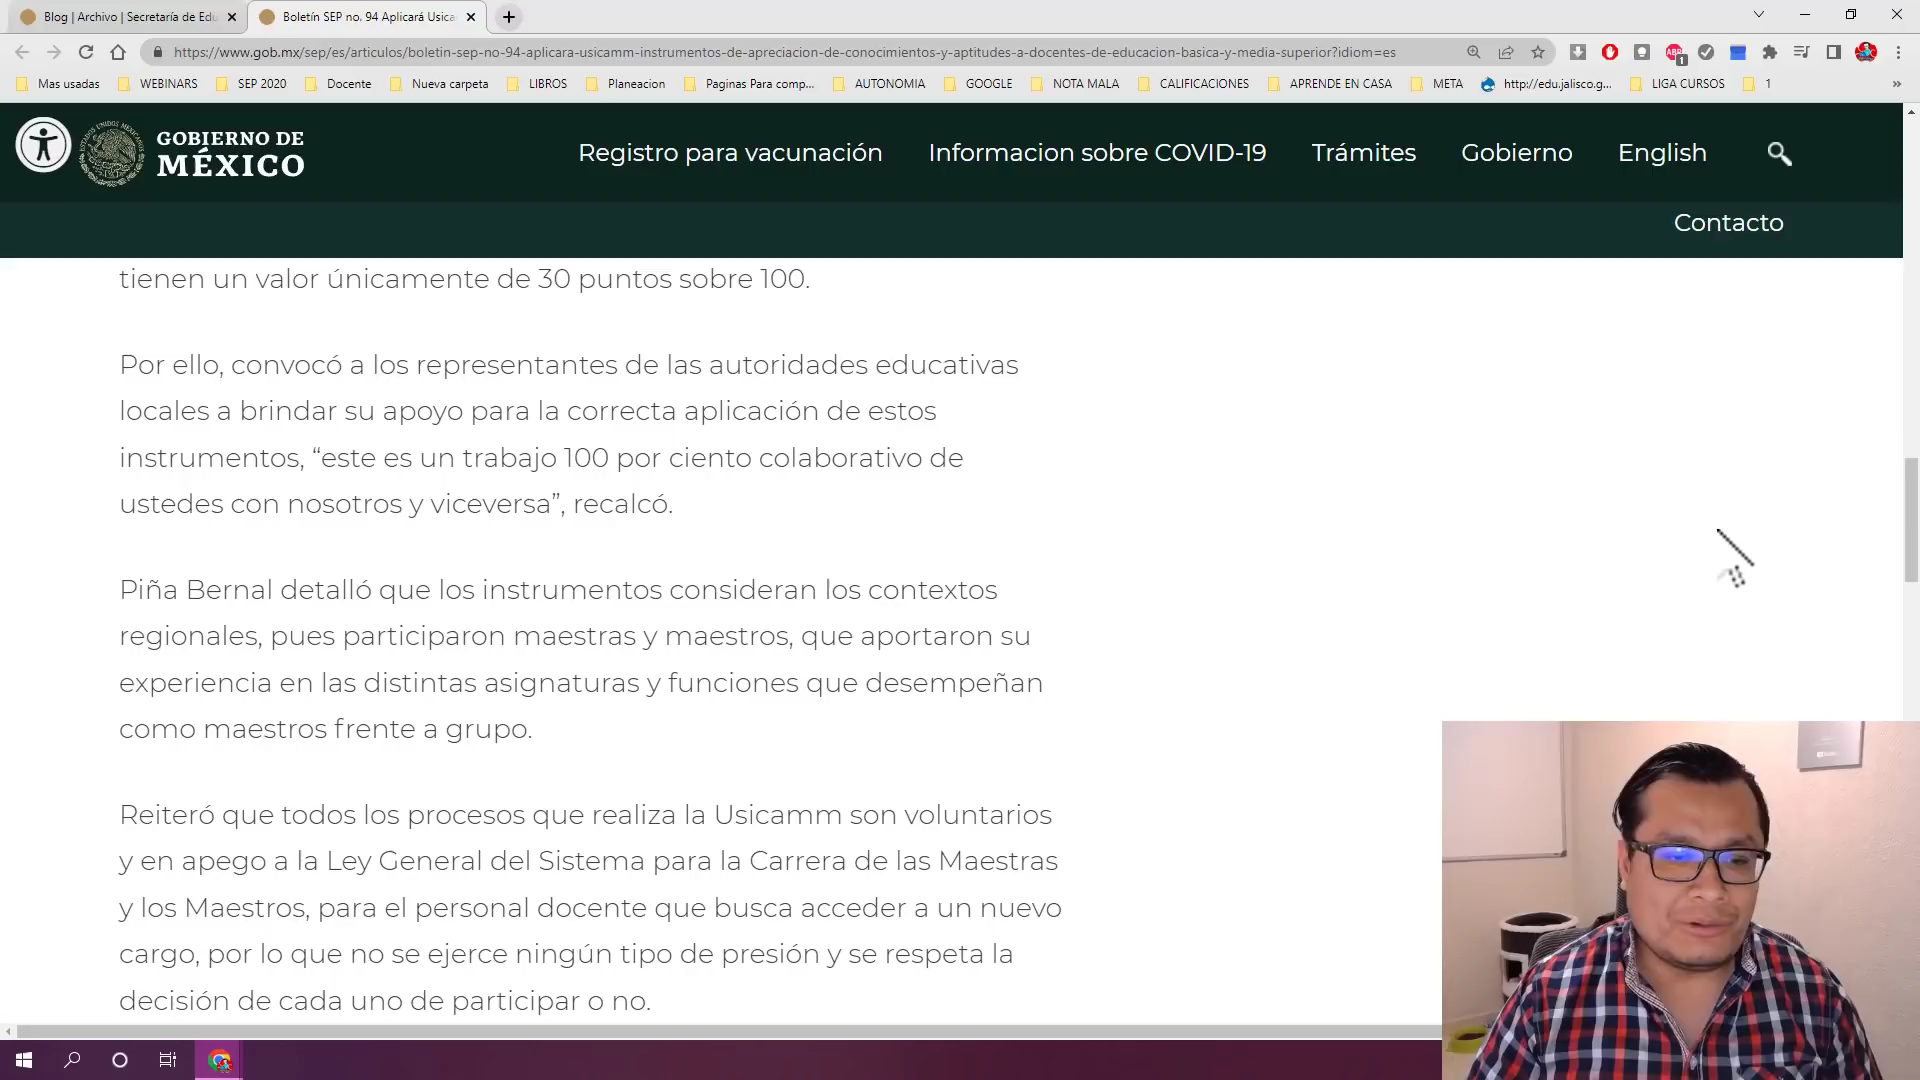 Blog | Archivo | Secretaría de Edu
Boletín SEP no. 94 Aplicará Usica
https://www.gob.mx/sep/es/articulos/boletin-sep-no-94-aplicara-usicamm-instrumentos-de-apreciacion-de-conocimientos-y-aptitudes-a-docentes-de-educacion-basica-y-media-superior?idiom=es
ABP
1
Mas usadas
WEBINARS
SEP 2020
Docente
Nueva carpeta
LIBROS
Planeacion
Paginas Para comp...
AUTONOMIA
GOOGLE
NOTA MALA
CALIFICACIONES
APRENDE EN CASA
META
http://edu.jalisco.g...
LIGA CURSOS
1
»
GOBIERNO DE
MÉXICO
Registro para vacunación
Informacion sobre COVID-19
Trámites
Gobierno
English
Contacto
tienen un valor únicamente de 30 puntos sobre 100.
Por ello, convocó a los representantes de las autoridades educativas
locales a brindar su apoyo para la correcta aplicación de estos
instrumentos, “este es un trabajo 100 por ciento colaborativo de
ustedes con nosotros y viceversa”, recalcó.
Piña Bernal detalló que los instrumentos consideran los contextos
regionales, pues participaron maestras y maestros, que aportaron su
experiencia en las distintas asignaturas y funciones que desempeñan
como maestros frente a grupo.
Reiteró que todos los procesos que realiza la Usicamm son voluntarios
y en apego a la Ley General del Sistema para la Carrera de las Maestras
y los Maestros, para el personal docente que busca acceder a un nuevo
cargo, por lo que no se ejerce ningún tipo de presión y se respeta la
decisión de cada uno de participar o no.